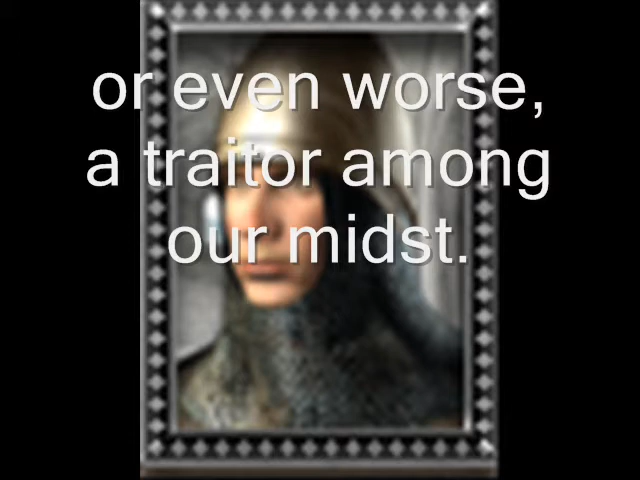 or even worse,
a traitor among
our midst.